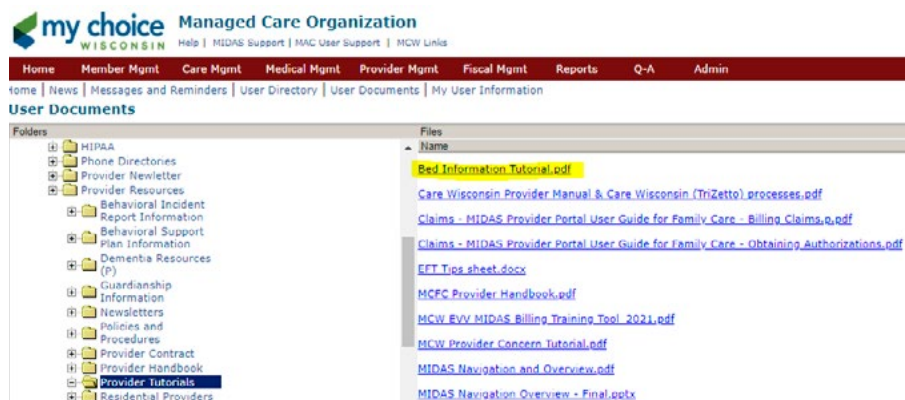 my choice
WISCONSIN
Managed Care Organization
Help | MIDAS Support | MAC User Support | MCW Links
Home Member Mgmt Care Mgmt Medical Mgmt Provider Mgmt Fiscal Mgmt Reports Q-A Admin
Home | News | Messages and Reminders | User Directory | User Documents | My User Information
User Documents
Folders
HIPAA
Phone Directories
Provider Newletter
Provider Resources
Behavioral Incident
Report Information
Behavioral Support
Plan Information
Dementia Resources
(P)
Guardianship
Information
Newsletters
Policies and
Procedures
Provider Contract
Provider Handbook
Provider Tutorials
Residential Providers
Files
Name
Bed Information Tutorial.pdf
Care Wisconsin Provider Manual & Care Wisconsin (TriZetto) processes.pdf
Claims - MIDAS Provider Portal User Guide for Family Care - Billing Claims.p.pdf
Claims - MIDAS Provider Portal User Guide for Family Care - Obtaining Authorizations.pdf
EFT Tips sheet.docx
MCFC Provider Handbook.pdf
MCW EVV MIDAS Billing Training Tool 2021.pdf
MCW Provider Concern Tutorial.pdf
MIDAS Navigation and Overview.pdf
MIDAS Navigation Overview - Final.pptx